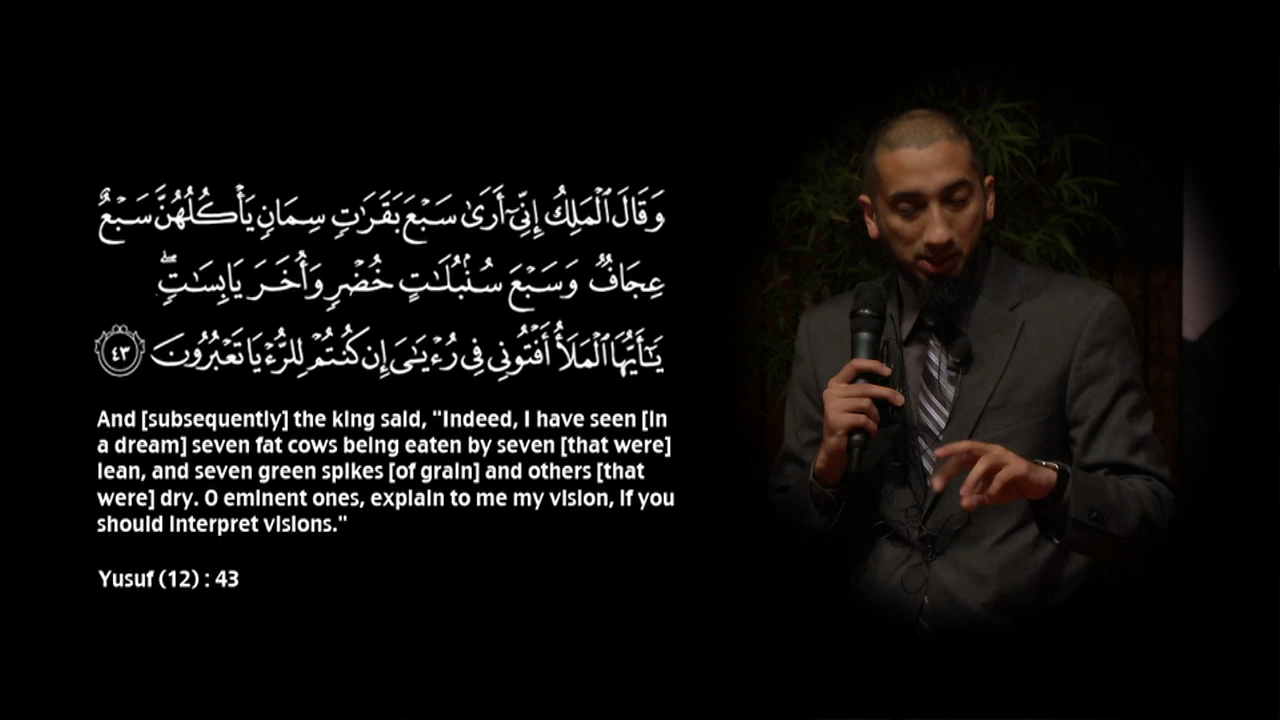 وَقَالَ ٱلْمَلِكُ إِنِّىٓ أَرَىٰ سَبْعَ بَقَرَٰتٍ سِمَانٍ يَأْكُلُهُنَّ سَبْعٌ
عِجَافٌ وَسَبْعَ سُنۢبُلَٰتٍ خُضْرٍ وَأُخَرَ يَابِسَٰتٍ ۖ
يَٰٓأَيُّهَا ٱلْمَلَأُ أَفْتُونِى فِى رُءْيَٰىَ إِن كُنتُمْ لِلرُّءْيَا تَعْبُرُونَ ٤٣
And [subsequently] the king said, "Indeed, I have seen [in
a dream] seven fat cows being eaten by seven [that were]
lean, and seven green spikes [of grain] and others [that
were] dry. O eminent ones, explain to me my vision, if you
should interpret visions."
Yusuf (12) : 43